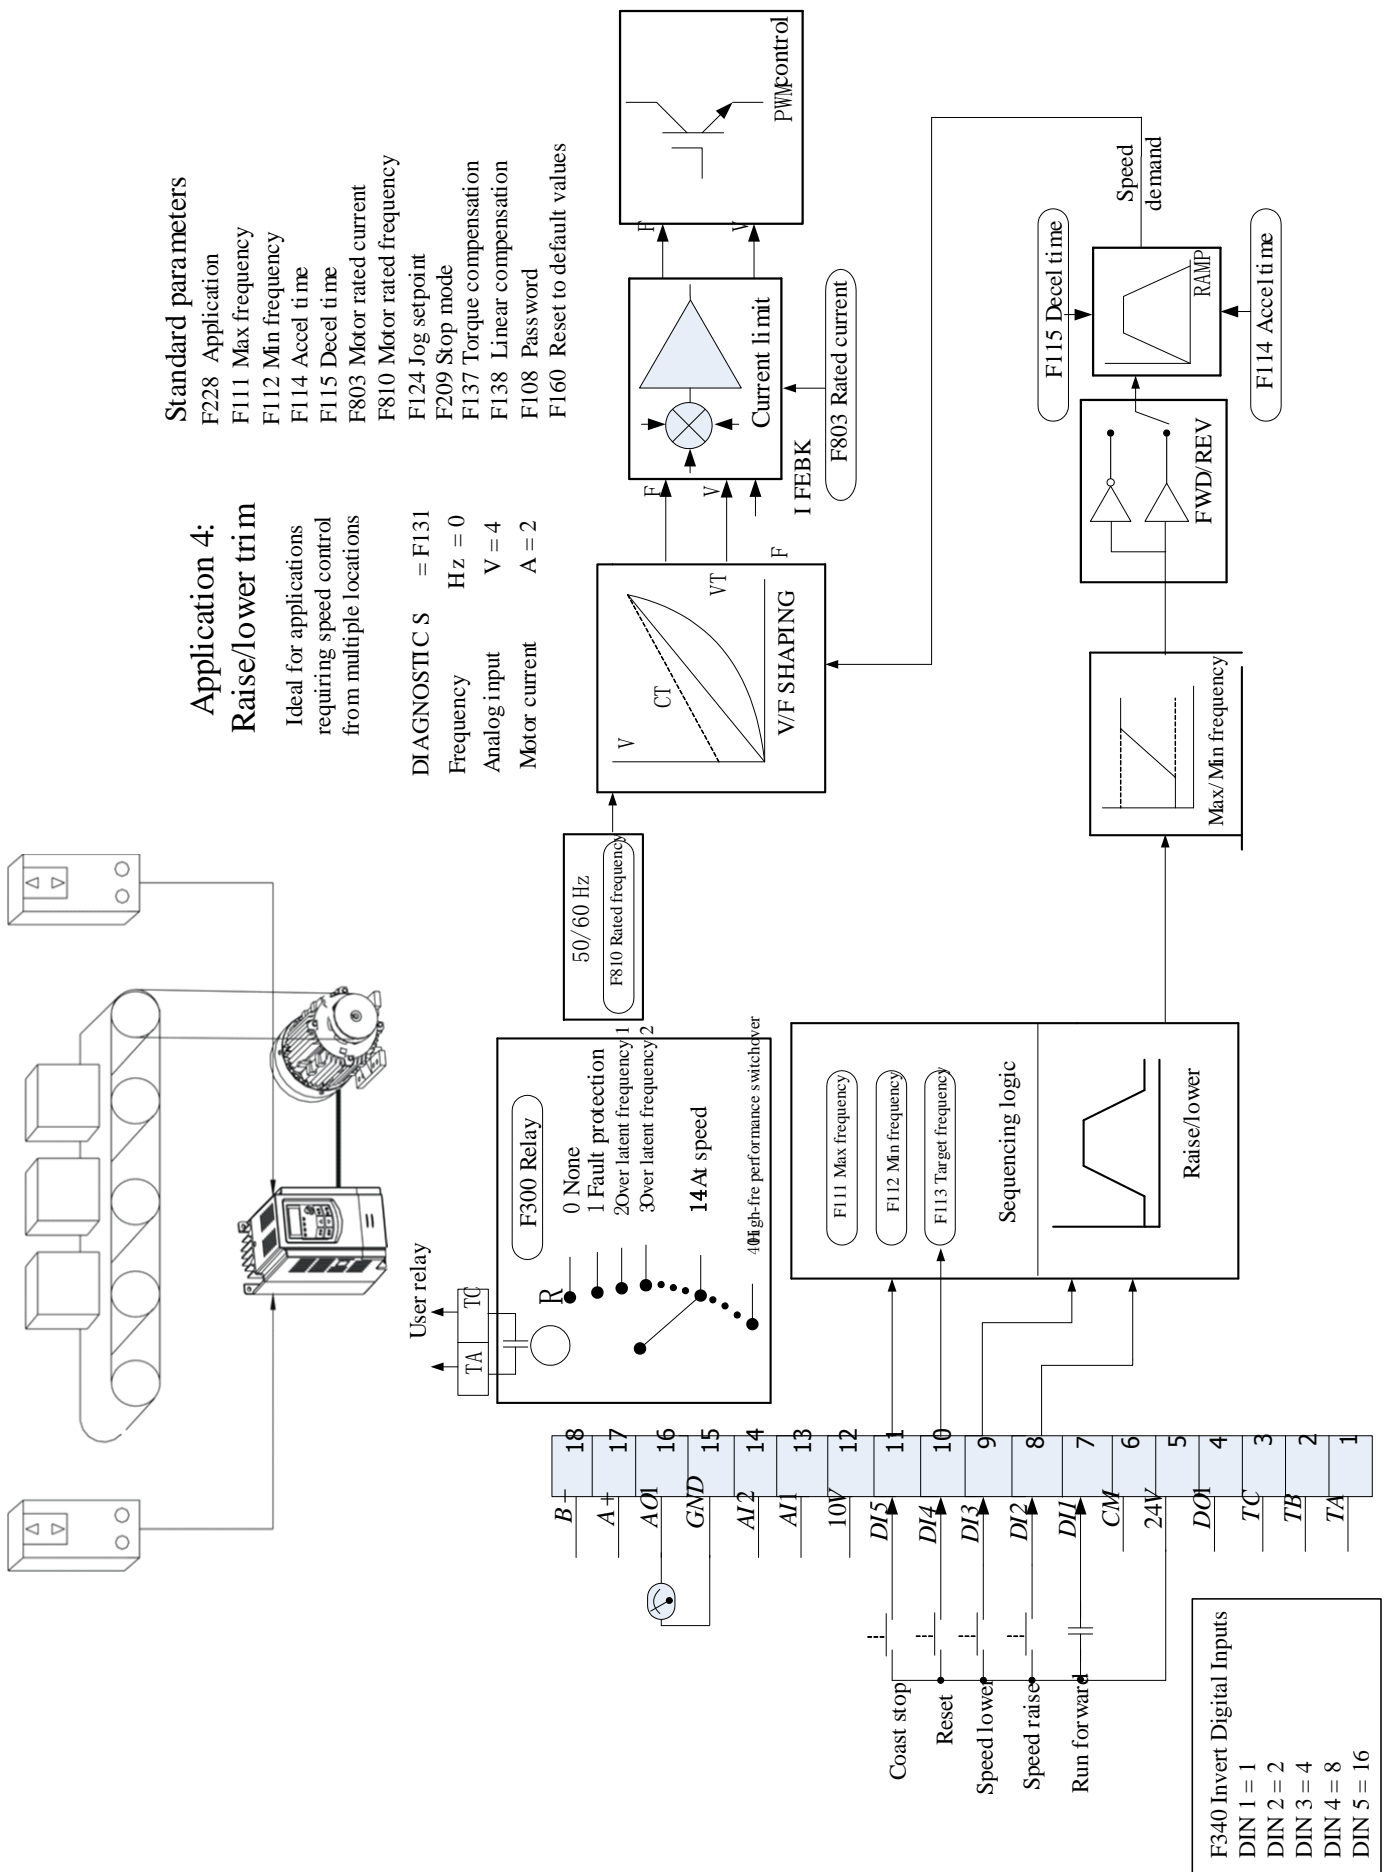 Application 4:
Raise/lower trim
Ideal for applications
requiring speed control
from multiple locations
DIAGNOSTIC S = F131
Frequency Hz = 0
Analog input V = 4
Motor current A = 2
Standard parameters
F228 Application
F111 Max frequency
F112 Min frequency
F114 Accel time
F115 Decel time
F803 Motor rated current
F810 Motor rated frequency
F124 Jog setpoint
F209 Stop mode
F137 Torque compensation
F138 Linear compensation
F108 Password
F160 Reset to default values
User relay
TA
TC
R
F300 Relay
0 None
1 Fault protection
2Over latent frequency 1
3Over latent frequency 2
14At speed
40High-fre performance switchover
50/60 Hz
F810 Rated frequency
V
CT
VT
F
V/F SHAPING
F
V
I FEBK
Current limit
F803 Rated current
F
V
PWMcontrol
B-
A+
AO1
GND
AI2
AI1
10V
DI5
DI4
DI3
DI2
DI1
CM
24V
DO1
TC
TB
TA
18
17
16
15
14
13
12
11
10
9
8
7
6
5
4
3
2
1
Coast stop
Reset
Speed lower
Speed raise
Run forward
F111 Max frequency
F112 Min frequency
F113 Target frequency
Sequencing logic
Raise/lower
Max/Min frequency
FWD/REV
F115 Decel time
RAMP
F114 Accel time
Speed
demand
F340 Invert Digital Inputs
DIN 1 = 1
DIN 2 = 2
DIN 3 = 4
DIN 4 = 8
DIN 5 = 16